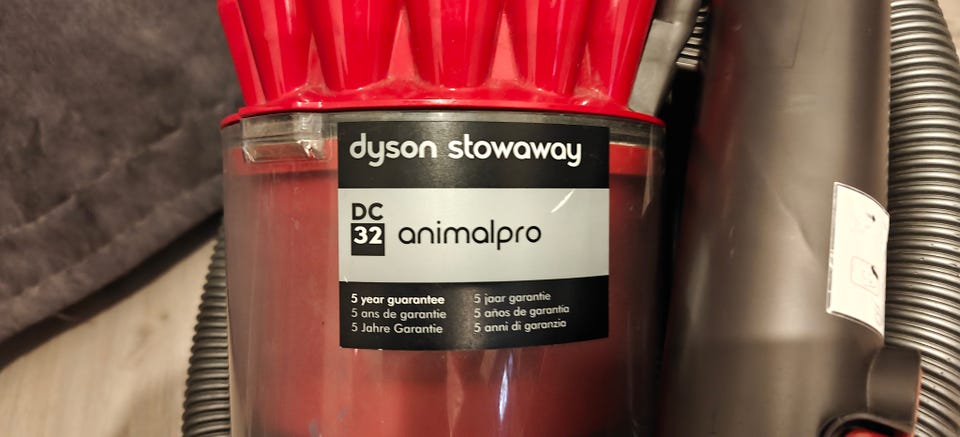 dyson stowaway
DC
32 animalpro
5 year guarantee
5 ans de garantie
5 Jahre Garantie
5 jaar garantie
5 años de garantia
5 anni di garanzia